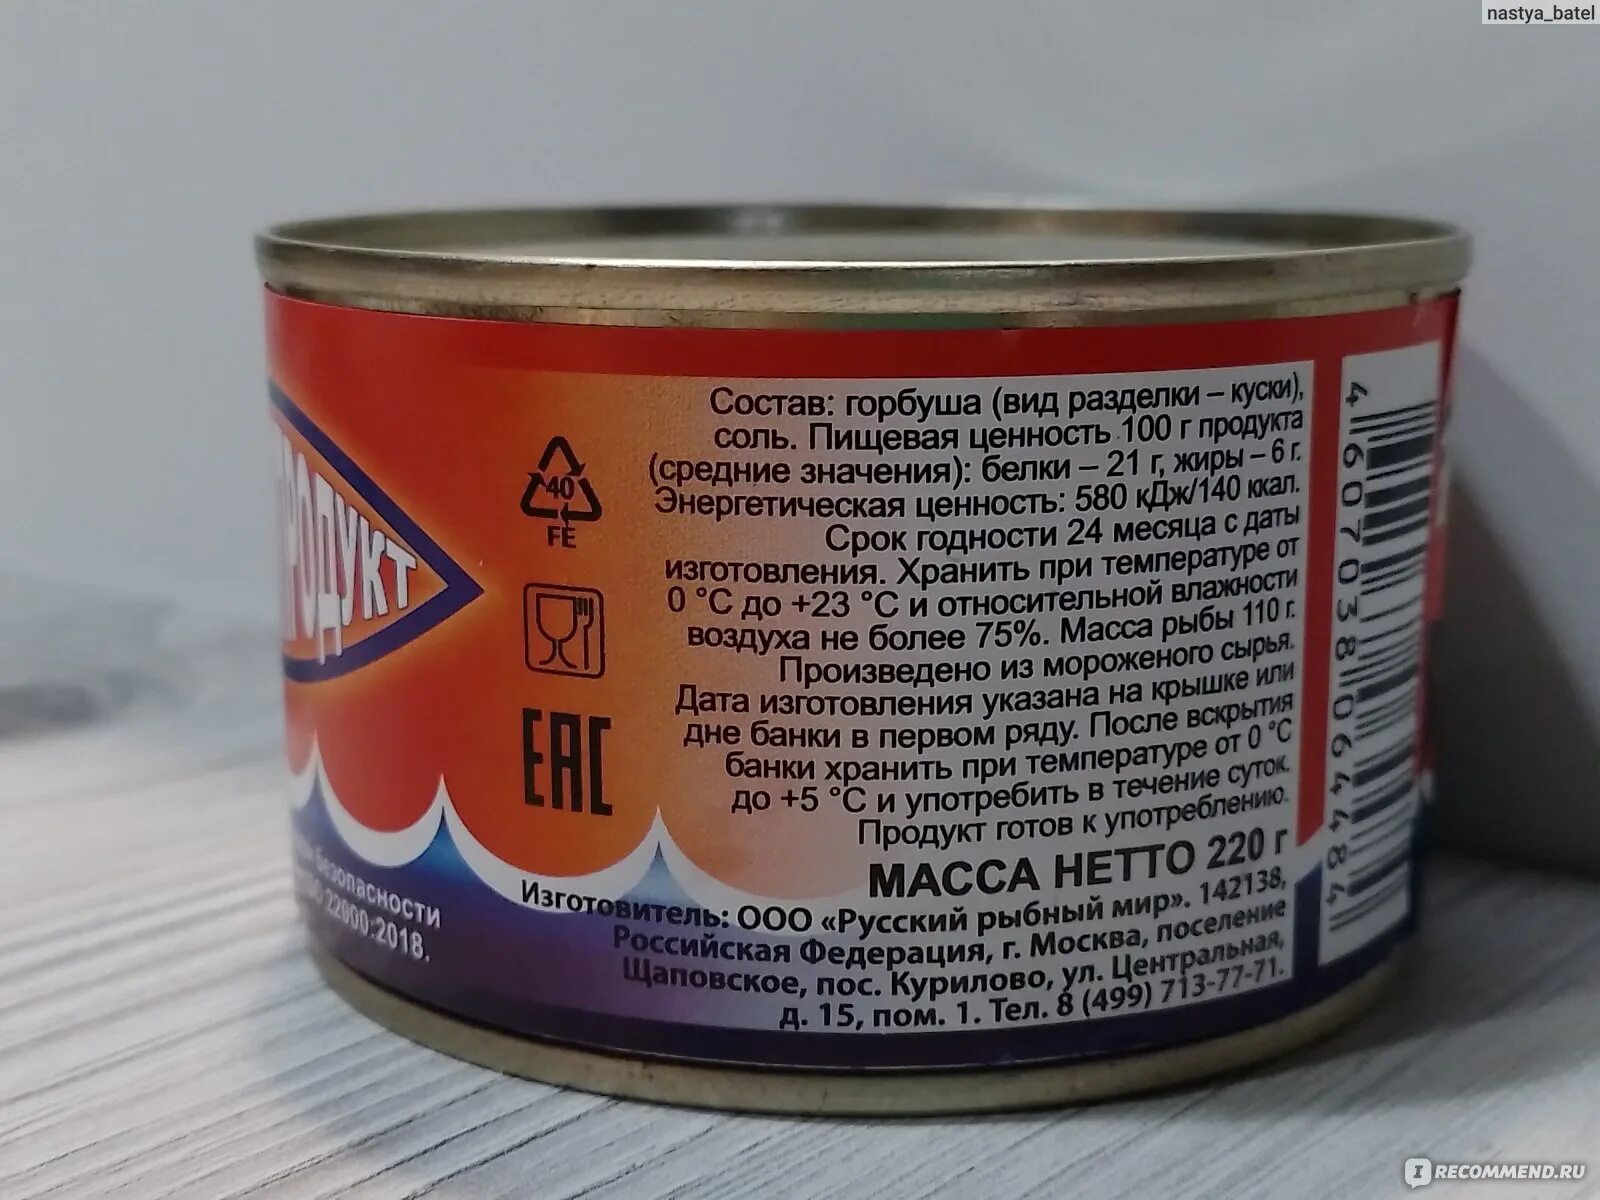 nastya_batel
ПРОДУКТ
40
FE
EAC
безопасности
22000:2018.
Состав: горбуша (вид разделки – куски),
соль. Пищевая ценность 100 г продукта
(средние значения): белки – 21 г, жиры – 6 г.
Энергетическая ценность: 580 кДж/140 ккал.
Срок годности 24 месяца с даты
изготовления. Хранить при температуре от
0 °С до +23 °С и относительной влажности
воздуха не более 75%. Масса рыбы 110 г.
Произведено из мороженого сырья.
Дата изготовления указана на крышке или
дне банки в первом ряду. После вскрытия
банки хранить при температуре от 0 °С
до +5 °С и употребить в течение суток.
Продукт готов к употреблению.
МАССА НЕТТО 220 г
Изготовитель: ООО «Русский рыбный мир». 142138,
Российская Федерация, г. Москва, поселение
Щаповское, пос. Курилово, ул. Центральная,
д. 15, пом. 1. Тел. 8 (499) 713-77-71.
4 607038 064484
IRECOMMEND.RU